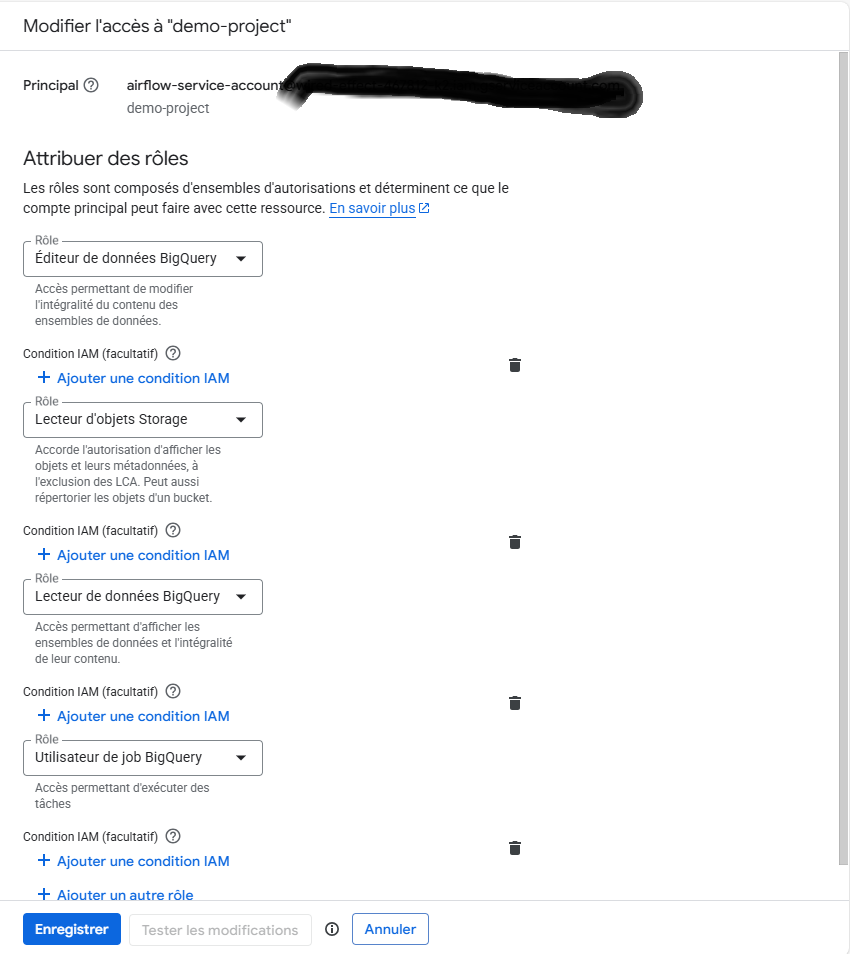 Modifier l'accès à "demo-project"
Principal
airflow-service-account
demo-project
Attribuer des rôles
Les rôles sont composés d'ensembles d'autorisations et déterminent ce que le
compte principal peut faire avec cette ressource. En savoir plus
Rôle
Éditeur de données BigQuery
Accès permettant de modifier
l'intégralité du contenu des
ensembles de données.
Condition IAM (facultatif)
+ Ajouter une condition IAM
Rôle
Lecteur d'objets Storage
Accorde l'autorisation d'afficher les
objets et leurs métadonnées, à
l'exclusion des LCA. Peut aussi
répertorier les objets d'un bucket.
Condition IAM (facultatif)
+ Ajouter une condition IAM
Rôle
Lecteur de données BigQuery
Accès permettant d'afficher les
ensembles de données et l'intégralité
de leur contenu.
Condition IAM (facultatif)
+ Ajouter une condition IAM
Rôle
Utilisateur de job BigQuery
Accès permettant d'exécuter des
tâches
Condition IAM (facultatif)
+ Ajouter une condition IAM
+ Ajouter un autre rôle
Enregistrer
Tester les modifications
Annuler